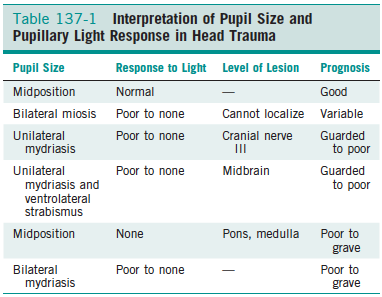 Table 137-1 Interpretation of Pupil Size and
Pupillary Light Response in Head Trauma
Pupil Size Response to Light Level of Lesion Prognosis
Midposition Normal — Good
Bilateral miosis Poor to none Cannot localize Variable
Unilateral Poor to none Cranial nerve Guarded
mydriasis III to poor
Unilateral Poor to none Midbrain Guarded
mydriasis and to poor
ventrolateral
strabismus
Midposition None Pons, medulla Poor to
grave
Bilateral Poor to none — Poor to
mydriasis grave